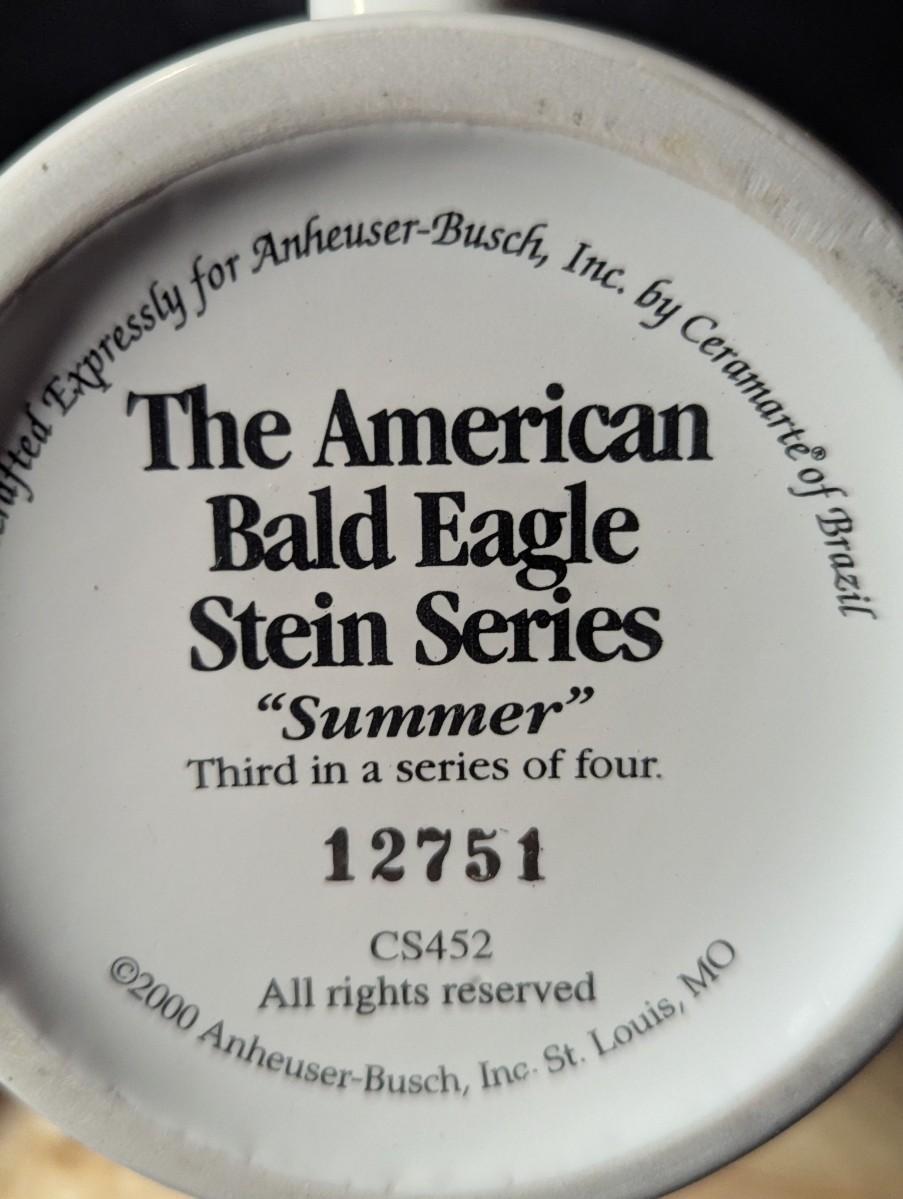 Expressly for Anheuser-Busch, Inc. by Ceramarte® of Brazil
The American
Bald Eagle
Stein Series
“Summer”
Third in a series of four.
12751
CS452
All rights reserved
©2000 Anheuser-Busch, Inc. St. Louis, MO